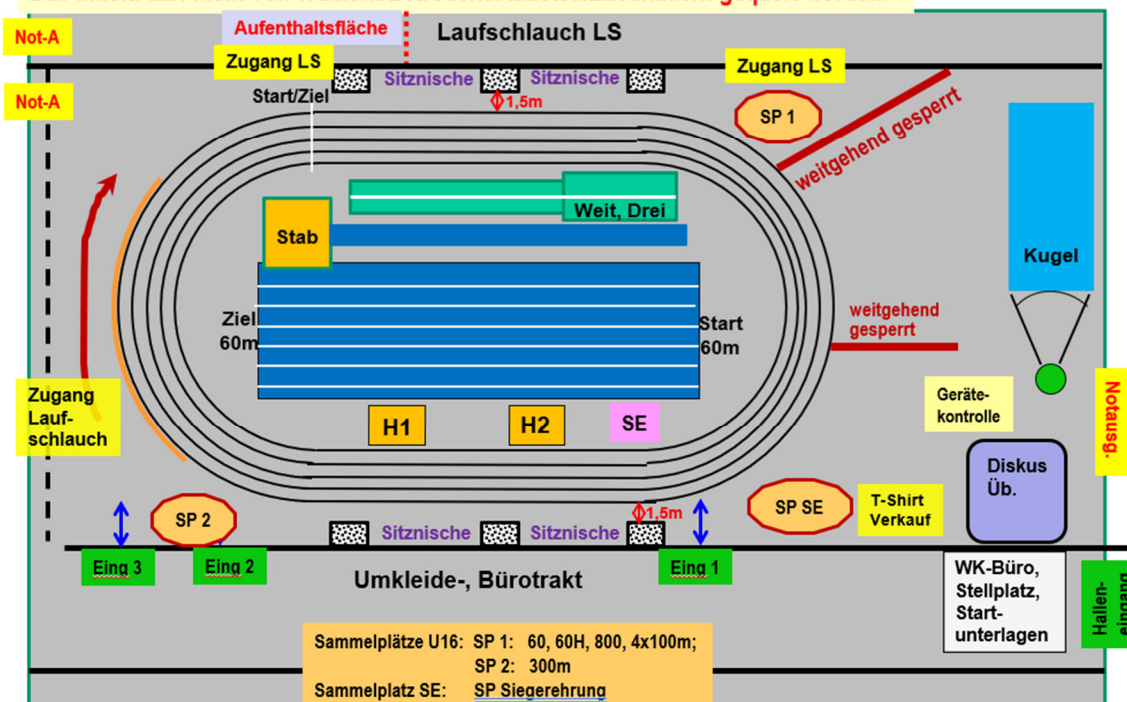 Not-A
Aufenthaltsfläche
Laufschlauch LS
Zugang LS
Sitznische
Sitznische
Zugang LS
Not-A
Start/Ziel
1,5m
SP 1
weitgehend gesperrt
Weit, Drei
Stab
Kugel
Ziel
60m
Start
60m
weitgehend
gesperrt
Zugang
Lauf-
schlauch
Geräte-
kontrolle
Notausg.
H1
H2
SE
Diskus
Üb.
SP 2
SP SE
T-Shirt
Verkauf
1,5m
Sitznische
Sitznische
Eing 3
Eing 2
Eing 1
Umkleide-, Bürotrakt
WK-Büro,
Stellplatz,
Start-
unterlagen
Hallen-
eingang
Sammelplätze U16: SP 1: 60, 60H, 800, 4x100m;
SP 2: 300m
Sammelplatz SE: SP Siegerehrung